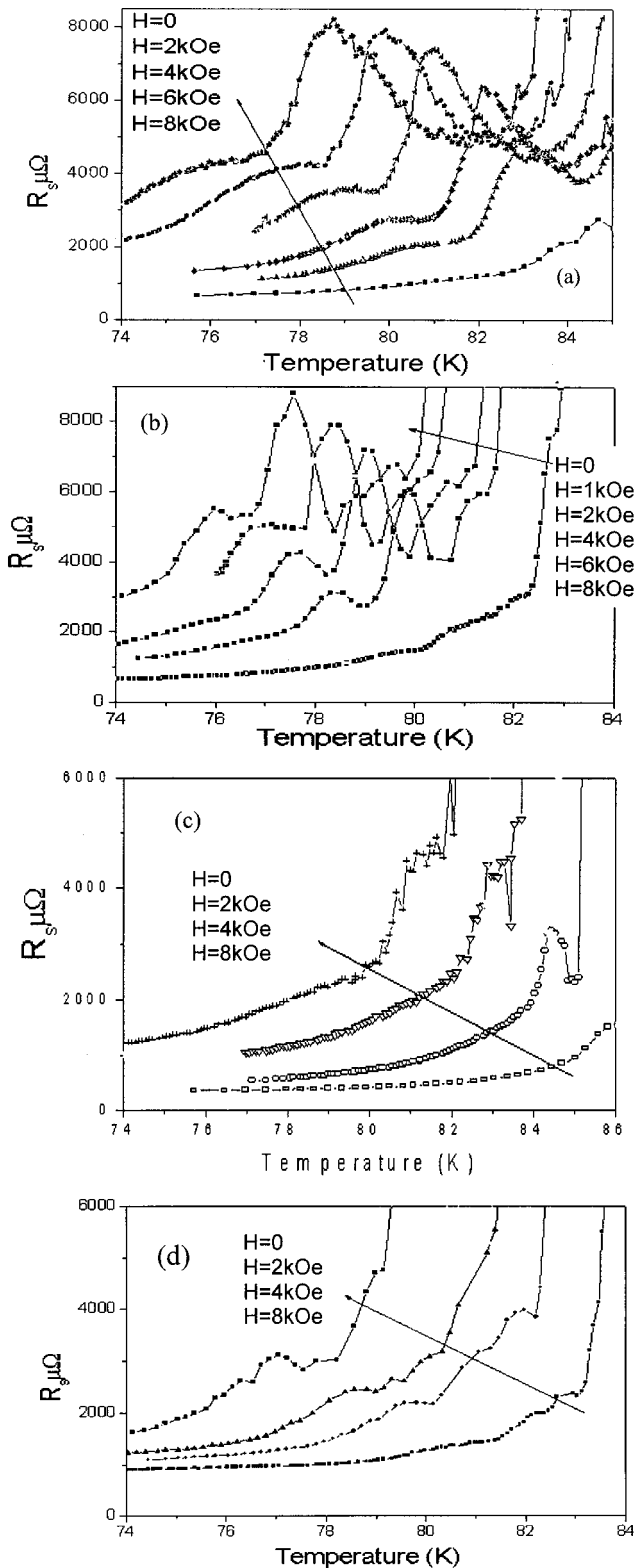 H=0
H=2kOe
H=4kOe
H=6kOe
H=8kOe
8000
6000
4000
2000
0
RsμΩ
(a)
74 76 78 80 82 84
Temperature (K)
(b)
8000
6000
4000
2000
0
RsμΩ
H=0
H=1kOe
H=2kOe
H=4kOe
H=6kOe
H=8kOe
74 76 78 80 82 84
Temperature (K)
(c)
6000
4000
2000
0
RsμΩ
H=0
H=2kOe
H=4kOe
H=8kOe
74 76 78 80 82 84 86
Temperature (K)
(d)
6000
4000
2000
0
RsμΩ
H=0
H=2kOe
H=4kOe
H=8kOe
74 76 78 80 82 84
Temperature (K)